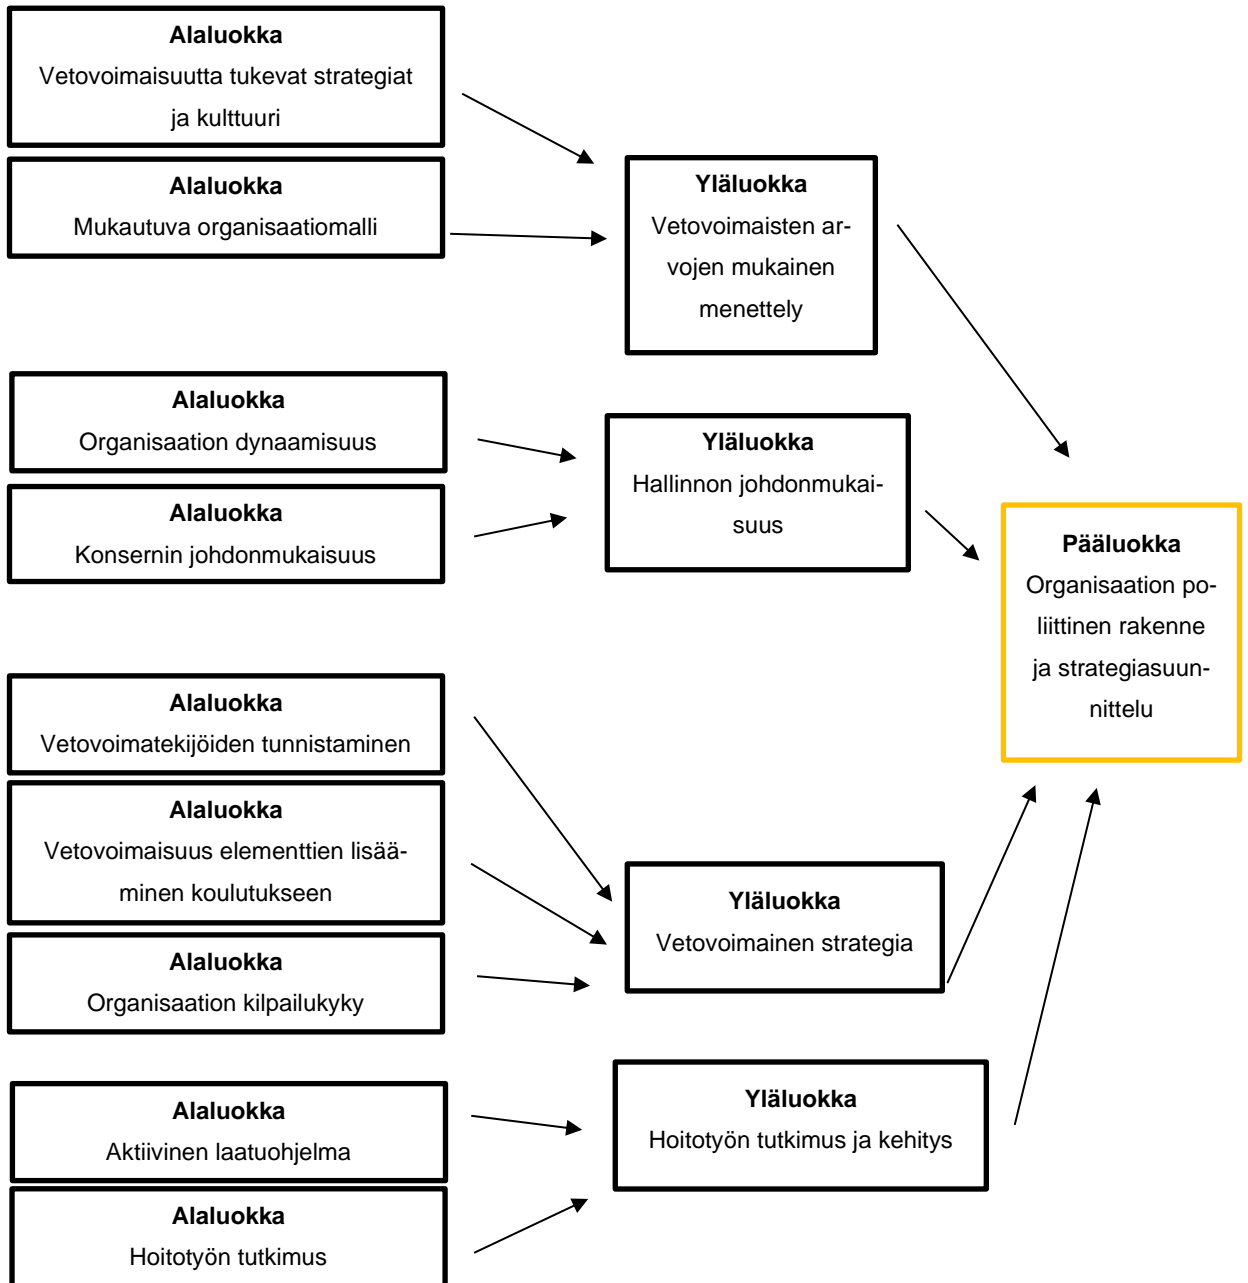 Alaluokka
Vetovoimaisuutta tukevat strategiat
ja kulttuuri
Alaluokka
Mukautuva organisaatiomalli
Yläluokka
Vetovoimaisten ar-
vojen mukainen
menettely
Alaluokka
Organisaation dynaamisuus
Alaluokka
Konsernin johdonmukaisuus
Yläluokka
Hallinnon johdonmukai-
suus
Pääluokka
Organisaation po-
liittinen rakenne
ja strategiasuun-
nittelu
Alaluokka
Vetovoimatekijöiden tunnistaminen
Alaluokka
Vetovoimaisuus elementtien lisää-
minen koulutukseen
Alaluokka
Organisaation kilpailukyky
Yläluokka
Vetovoimainen strategia
Alaluokka
Aktiivinen laatuohjelma
Alaluokka
Hoitotyön tutkimus
Yläluokka
Hoitotyön tutkimus ja kehitys